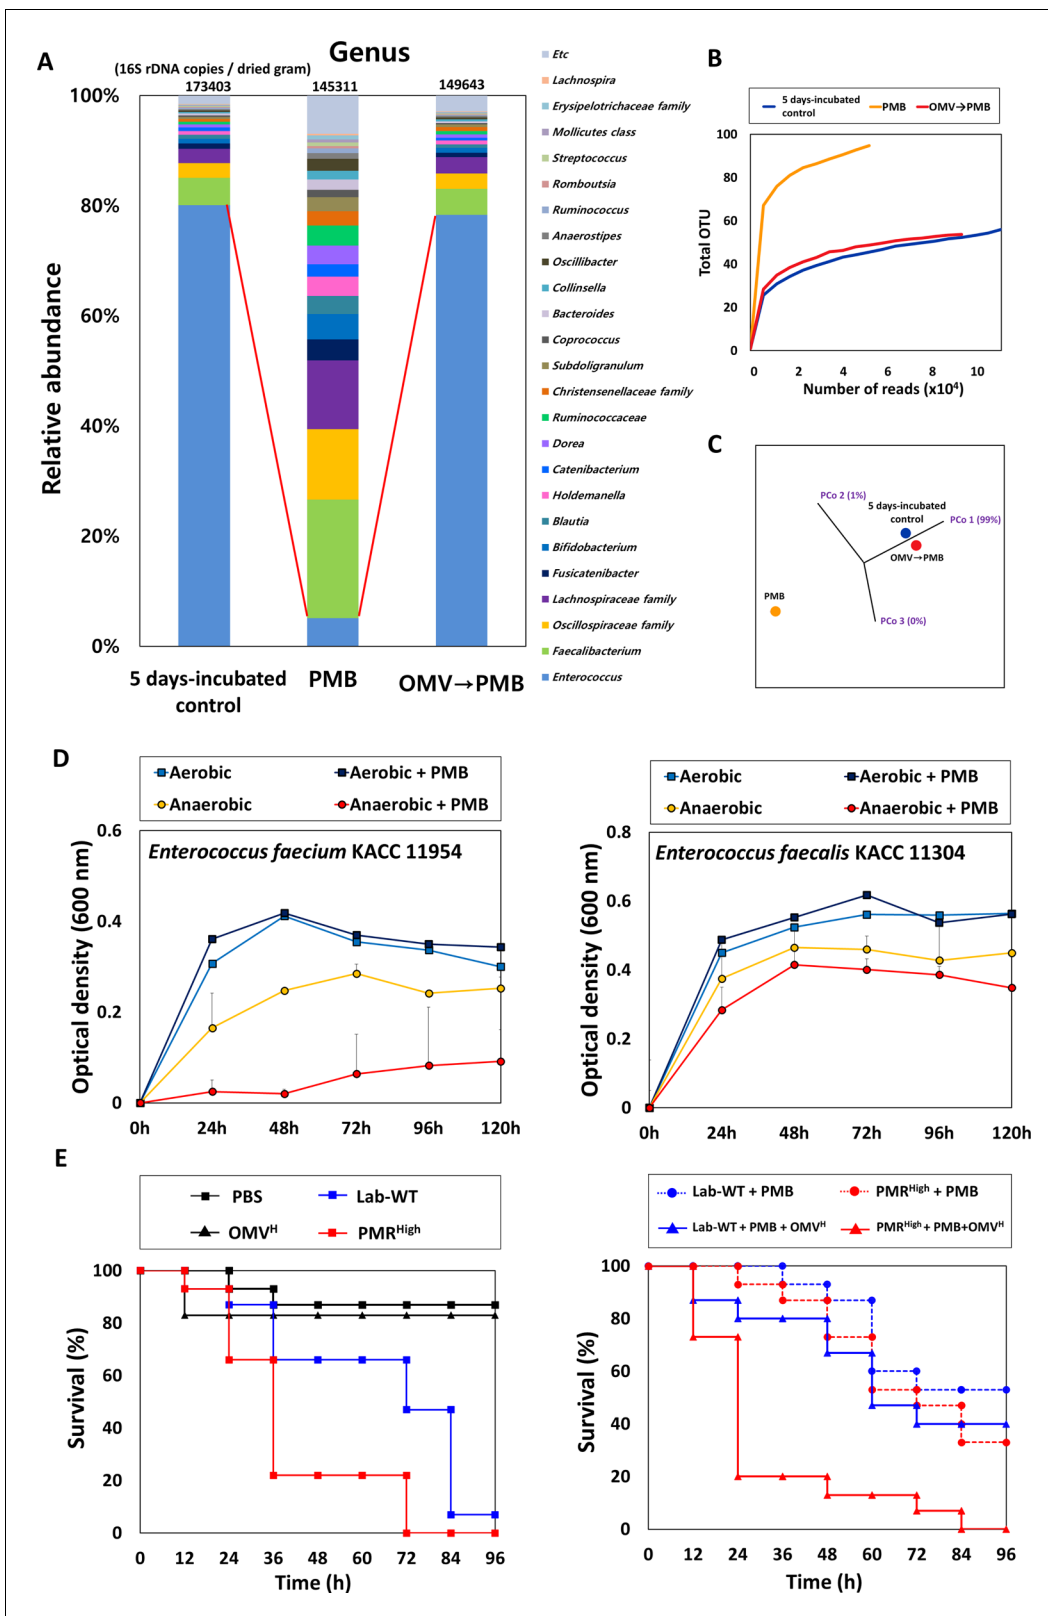 A
Genus
(16S rDNA copies / dried gram)
173403
145311
149643
100%
80%
60%
40%
20%
0%
Relative abundance
5 days-incubated
control
PMB
OMV→PMB
Etc
Lachnospira
Erysipelotrichaceae family
Mollicutes class
Streptococcus
Romboutsia
Ruminococcus
Anaerostipes
Oscillibacter
Collinsella
Bacteroides
Coprococcus
Subdoligranulum
Christensenellaceae family
Ruminococcaceae
Dorea
Catenibacterium
Holdemanella
Blautia
Bifidobacterium
Fusicatenibacter
Lachnospiraceae family
Oscillospiraceae family
Faecalibacterium
Enterococcus
B
5 days-incubated
control
PMB
OMV→PMB
100
80
60
40
20
0
Total OTU
0 2 4 6 8 10
Number of reads (x10⁴)
C
PCo 2 (1%)
5 days-incubated
control
PCo 1 (99%)
OMV→PMB
PMB
PCo 3 (0%)
D
Aerobic
Aerobic + PMB
Anaerobic
Anaerobic + PMB
Enterococcus faecium KACC 11954
0.6
0.4
0.2
0
Optical density (600 nm)
0h 24h 48h 72h 96h 120h
Aerobic
Aerobic + PMB
Anaerobic
Anaerobic + PMB
Enterococcus faecalis KACC 11304
0.8
0.6
0.4
0.2
0
Optical density (600 nm)
0h 24h 48h 72h 96h 120h
E
PBS
Lab-WT
OMVᴴ
PMRᴴⁱᵍʰ
100
80
60
40
20
0
Survival (%)
0 12 24 36 48 60 72 84 96
Time (h)
Lab-WT + PMB
PMRᴴⁱᵍʰ + PMB
Lab-WT + PMB + OMVᴴ
PMRᴴⁱᵍʰ + PMB+OMVᴴ
100
80
60
40
20
0
Survival (%)
0 12 24 36 48 60 72 84 96
Time (h)